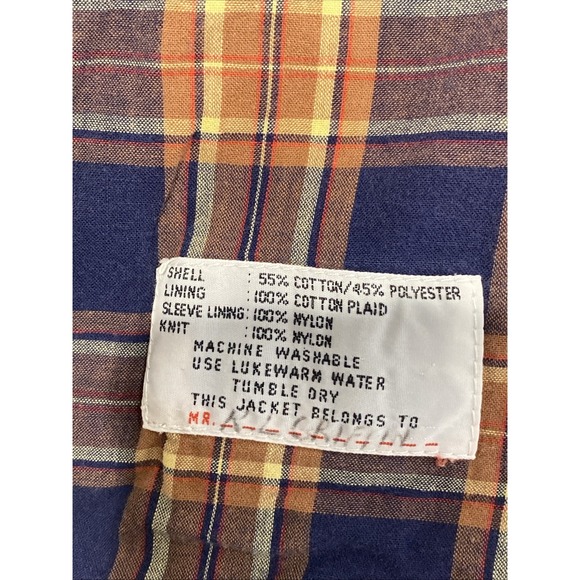 SHELL : 55% COTTON/45% POLYESTER
LINING : 100% COTTON PLAID
SLEEVE LINING: 100% NYLON
KNIT : 100% NYLON
MACHINE WASHABLE
USE LUKEWARM WATER
TUMBLE DRY
THIS JACKET BELONGS TO
MR.